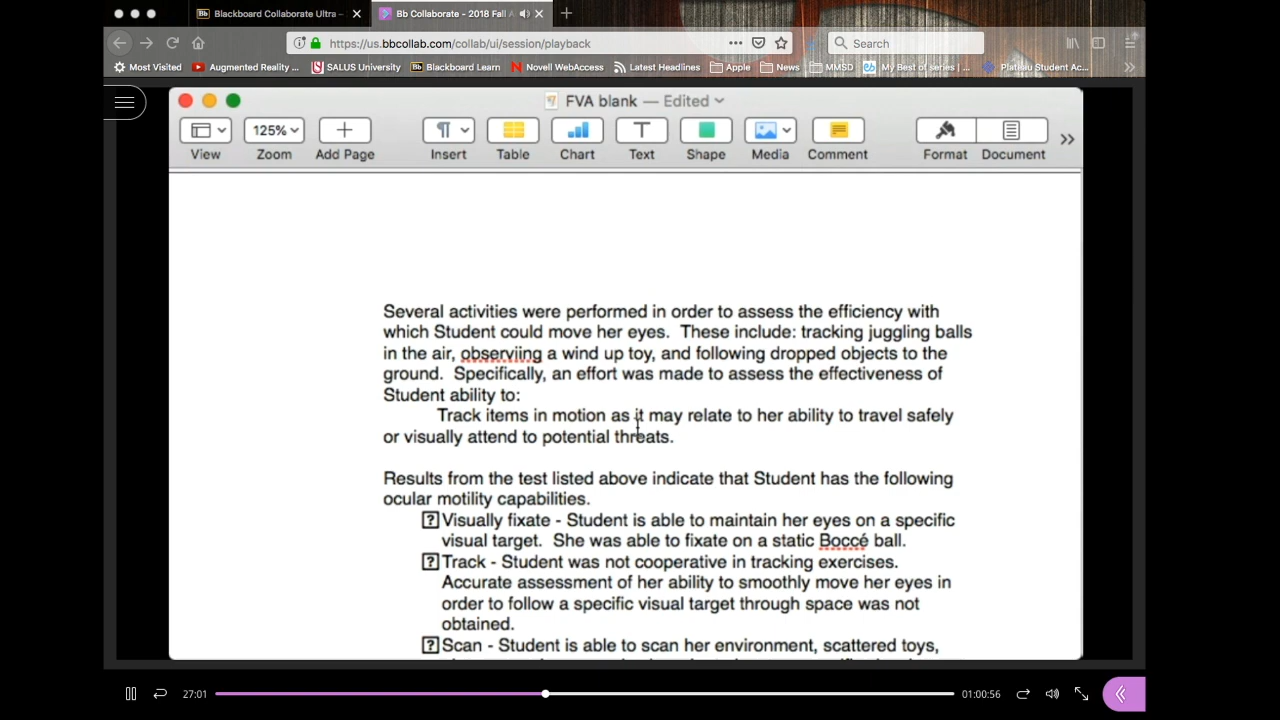 Blackboard Collaborate Ultra –
Bb Collaborate - 2018 Fall A
https://us.bbcollab.com/collab/ui/session/playback
Search
Most Visited
Augmented Reality ...
SALUS University
Bb Blackboard Learn
Novell WebAccess
Latest Headlines
Apple
News
MMSD
My Best of series | ...
Plateau Student Ac...
FVA blank — Edited
125%
View Zoom Add Page Insert Table Chart Text Shape Media Comment Format Document
Several activities were performed in order to assess the efficiency with
which Student could move her eyes. These include: tracking juggling balls
in the air, observiing a wind up toy, and following dropped objects to the
ground. Specifically, an effort was made to assess the effectiveness of
Student ability to:
Track items in motion as it may relate to her ability to travel safely
or visually attend to potential threats.
Results from the test listed above indicate that Student has the following
ocular motility capabilities.
? Visually fixate - Student is able to maintain her eyes on a specific
visual target. She was able to fixate on a static Boccé ball.
? Track - Student was not cooperative in tracking exercises.
Accurate assessment of her ability to smoothly move her eyes in
order to follow a specific visual target through space was not
obtained.
? Scan - Student is able to scan her environment, scattered toys,
27:01
01:00:56